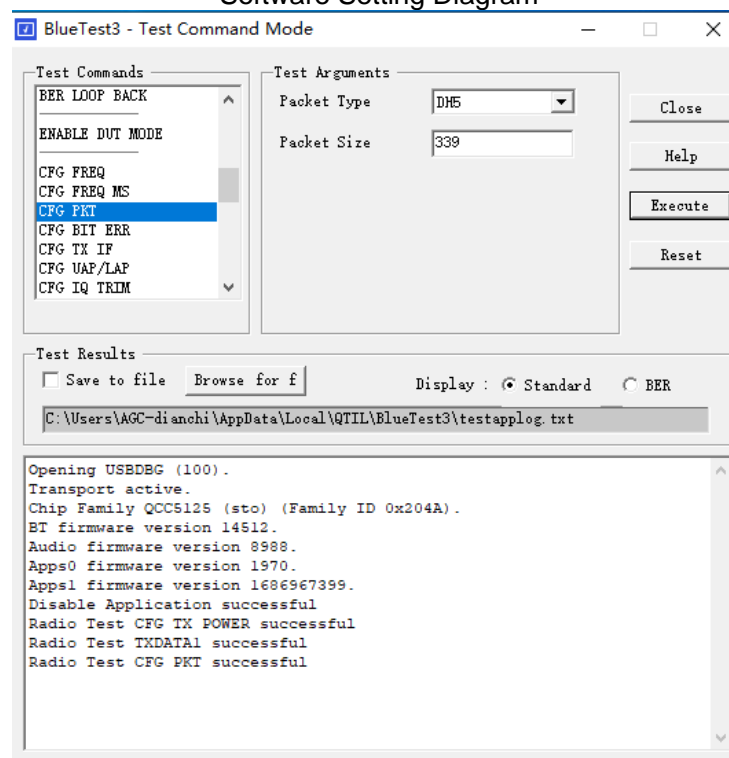 Software Setting Diagram
BlueTest3 - Test Command Mode
Test Commands
BER LOOP BACK
ENABLE DUT MODE
CFG FREQ
CFG FREQ MS
CFG PKT
CFG BIT ERR
CFG TX IF
CFG UAP/LAP
CFG IQ TRIM
Test Arguments
Packet Type DH5
Packet Size 339
Close
Help
Execute
Reset
Test Results
Save to file Browse for f Display : Standard BER
C:\Users\AGC-dianchi\AppData\Local\QTIL\BlueTest3\testapplog.txt
Opening USBDBG (100).
Transport active.
Chip Family QCC5125 (sto) (Family ID 0x204A).
BT firmware version 14512.
Audio firmware version 8988.
Apps0 firmware version 1970.
Apps1 firmware version 1686967399.
Disable Application successful
Radio Test CFG TX POWER successful
Radio Test TXDATA1 successful
Radio Test CFG PKT successful